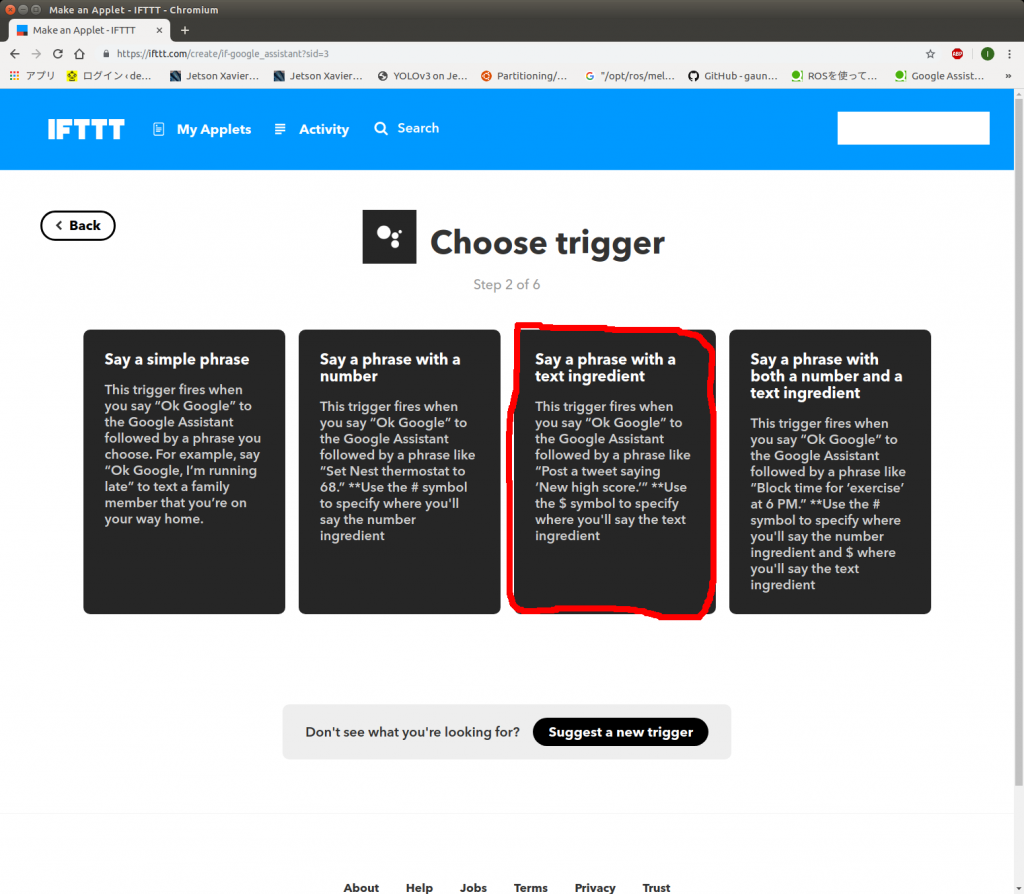 Make an Applet - IFTTT - Chromium
Make an Applet - IFTTT
https://ifttt.com/create/if-google_assistant?sid=3
ABP
I
アプリ
ログイン ‹ de...
Jetson Xavier...
Jetson Xavier...
YOLOv3 on Je...
Partitioning/...
"/opt/ros/mel...
GitHub - gaun...
ROSを使って...
Google Assist...
»
IFTTT
My Applets
Activity
Search
Back
Choose trigger
Step 2 of 6
Say a simple phrase
This trigger fires when
you say “Ok Google” to
the Google Assistant
followed by a phrase you
choose. For example, say
“Ok Google, I’m running
late” to text a family
member that you’re on
your way home.
Say a phrase with a
number
This trigger fires when
you say “Ok Google” to
the Google Assistant
followed by a phrase like
“Set Nest thermostat to
68.” **Use the # symbol
to specify where you'll
say the number
ingredient
Say a phrase with a
text ingredient
This trigger fires when
you say “Ok Google” to
the Google Assistant
followed by a phrase like
“Post a tweet saying
‘New high score.’” **Use
the $ symbol to specify
where you'll say the text
ingredient
Say a phrase with
both a number and a
text ingredient
This trigger fires when
you say “Ok Google” to
the Google Assistant
followed by a phrase like
“Block time for ‘exercise’
at 6 PM.” **Use the #
symbol to specify where
you'll say the number
ingredient and $ where
you'll say the text
ingredient
Don't see what you're looking for?
Suggest a new trigger
About
Help
Jobs
Terms
Privacy
Trust